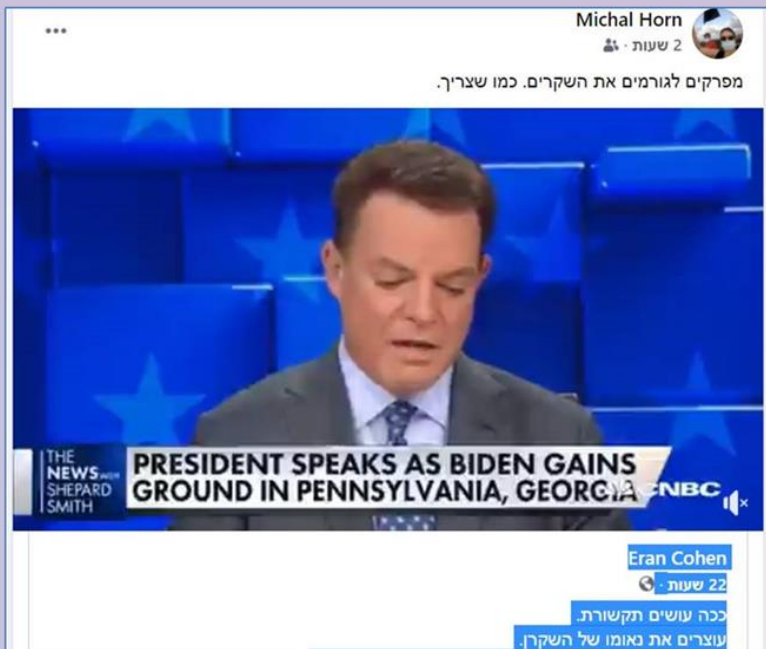 Michal Horn
2 שעות ·
מפרקים לגורמים את השקרים. כמו שצריך.
THE
NEWS WITH
SHEPARD
SMITH
PRESIDENT SPEAKS AS BIDEN GAINS
GROUND IN PENNSYLVANIA, GEORGIA
CNBC
Eran Cohen
22 שעות ·
ככה עושים תקשורת.
עוצרים את נאומו של השקרן.